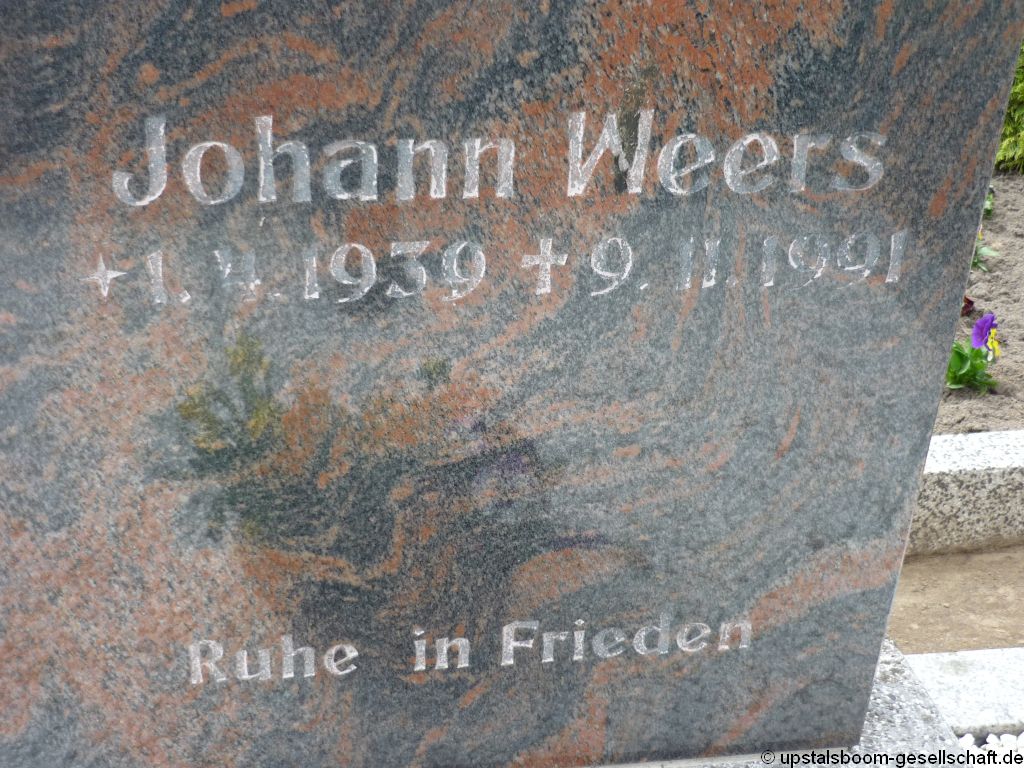 Johann Weers
* 1. 4. 1939 † 9. 11. 1991
Ruhe in Frieden
© upstalsboom-gesellschaft.de